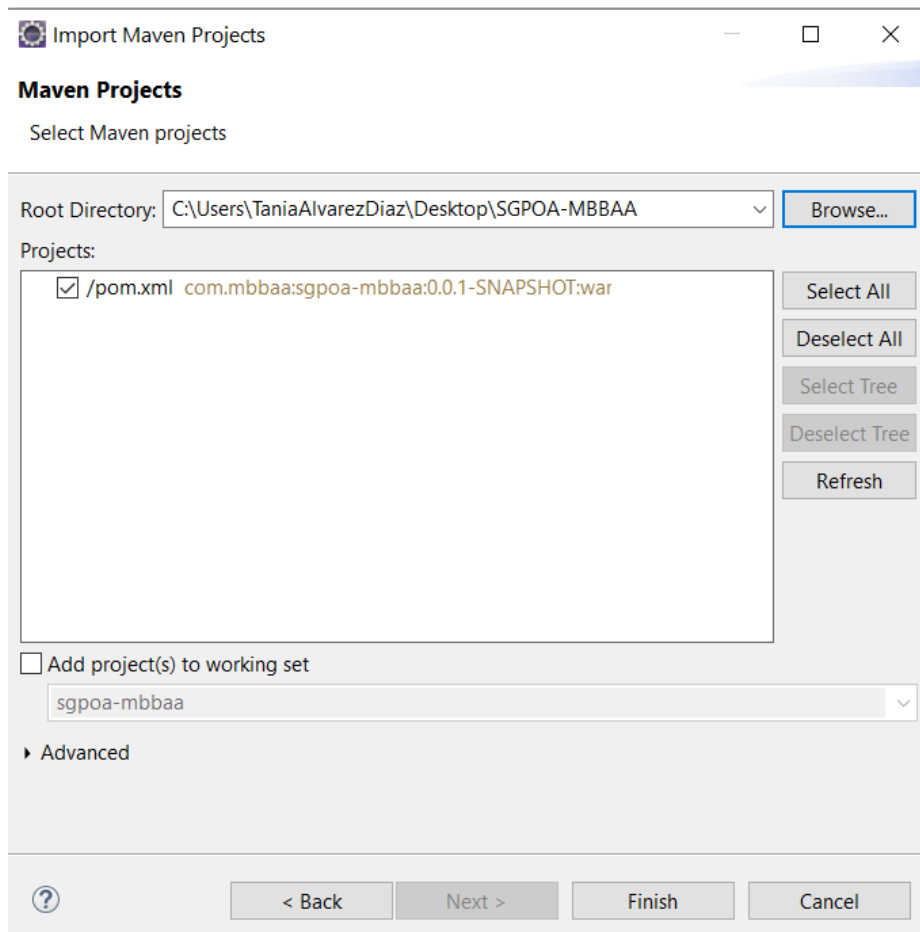 Import Maven Projects
Maven Projects
Select Maven projects
Root Directory: C:\Users\TaniaAlvarezDiaz\Desktop\SGPOA-MBBAA Browse...
Projects:
/pom.xml com.mbbaa:sgpoa-mbbaa:0.0.1-SNAPSHOT:war
Select All
Deselect All
Select Tree
Deselect Tree
Refresh
Add project(s) to working set
sgpoa-mbbaa
Advanced
? < Back Next > Finish Cancel